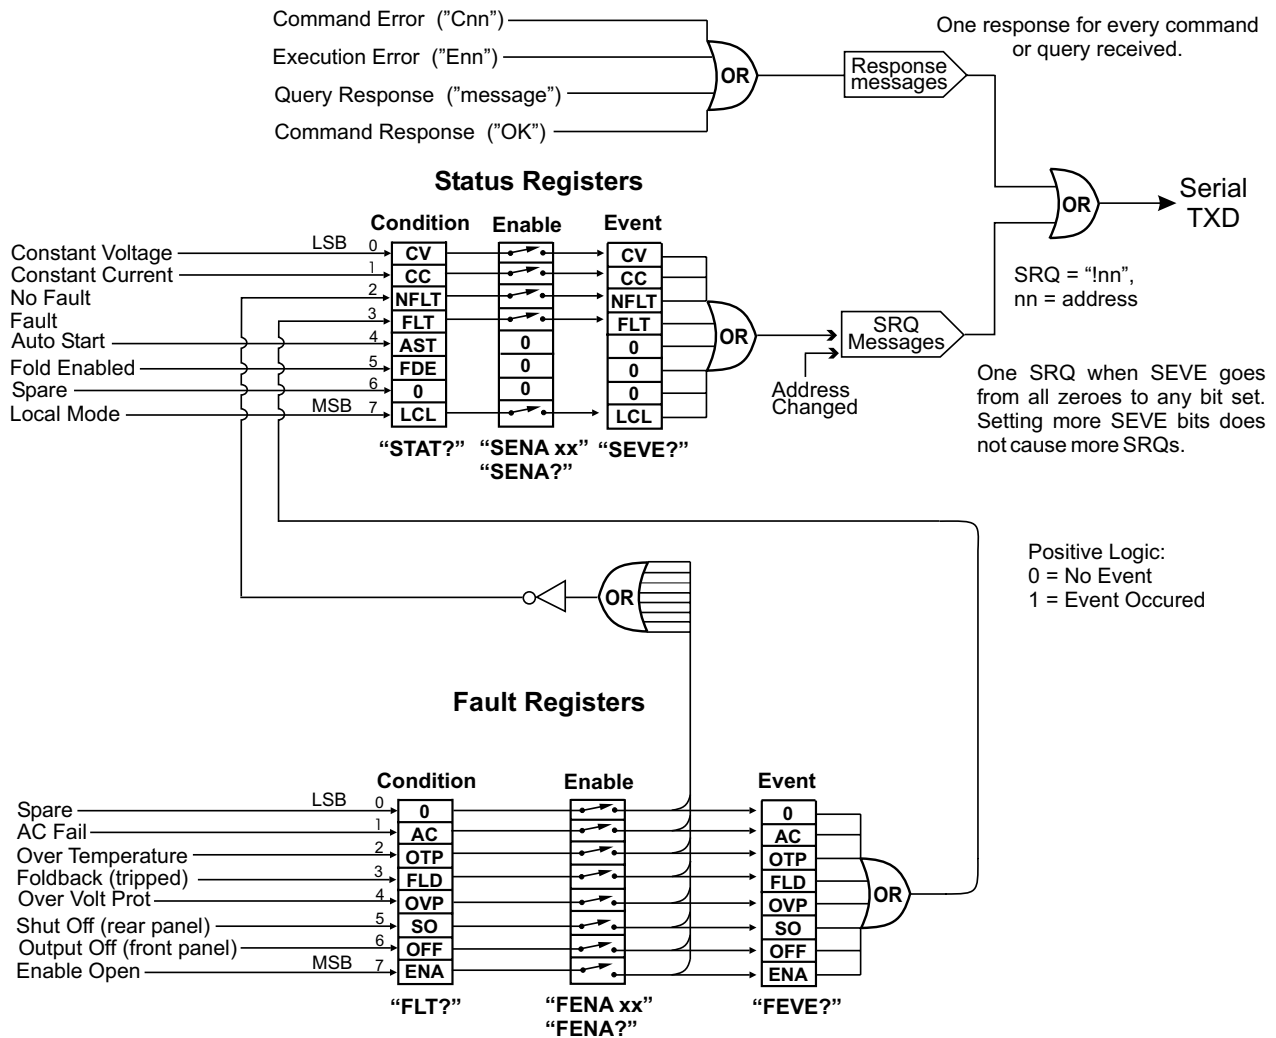 Command Error ("Cnn")
Execution Error ("Enn")
Query Response ("message")
Command Response ("OK")
OR
Response
messages
One response for every command
or query received.
OR
Serial
TXD
Status Registers
Condition Enable Event
Constant Voltage LSB 0 CV CV
Constant Current 1 CC CC
No Fault 2 NFLT NFLT
Fault 3 FLT FLT
Auto Start 4 AST 0 0
Fold Enabled 5 FDE 0 0
Spare 6 0 0 0
Local Mode MSB 7 LCL LCL
"STAT?" "SENA xx" "SEVE?"
"SENA?"
OR
SRQ
Messages
Address
Changed
SRQ = "!nn",
nn = address
One SRQ when SEVE goes
from all zeroes to any bit set.
Setting more SEVE bits does
not cause more SRQs.
Positive Logic:
0 = No Event
1 = Event Occured
OR
Fault Registers
Condition Enable Event
Spare LSB 0 0 0
AC Fail 1 AC AC
Over Temperature 2 OTP OTP
Foldback (tripped) 3 FLD FLD
Over Volt Prot 4 OVP OVP
Shut Off (rear panel) 5 SO SO
Output Off (front panel) 6 OFF OFF
Enable Open MSB 7 ENA ENA
OR
"FLT?" "FENA xx" "FEVE?"
"FENA?"